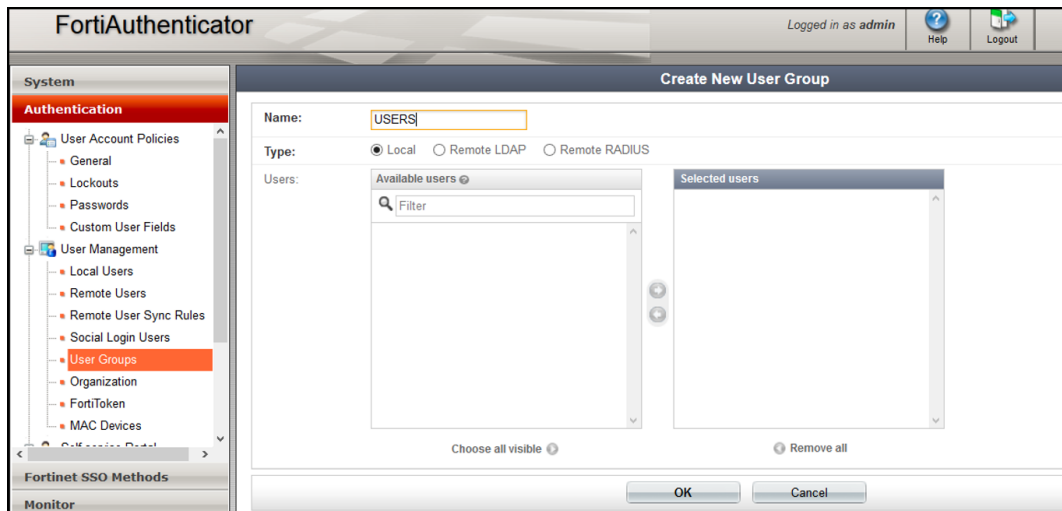 FortiAuthenticator
Logged in as admin
Help
Logout
System
Authentication
User Account Policies
General
Lockouts
Passwords
Custom User Fields
User Management
Local Users
Remote Users
Remote User Sync Rules
Social Login Users
User Groups
Organization
FortiToken
MAC Devices
Fortinet SSO Methods
Monitor
Create New User Group
Name: USERS
Type: Local Remote LDAP Remote RADIUS
Users:
Available users
Filter
Choose all visible
Selected users
Remove all
OK Cancel